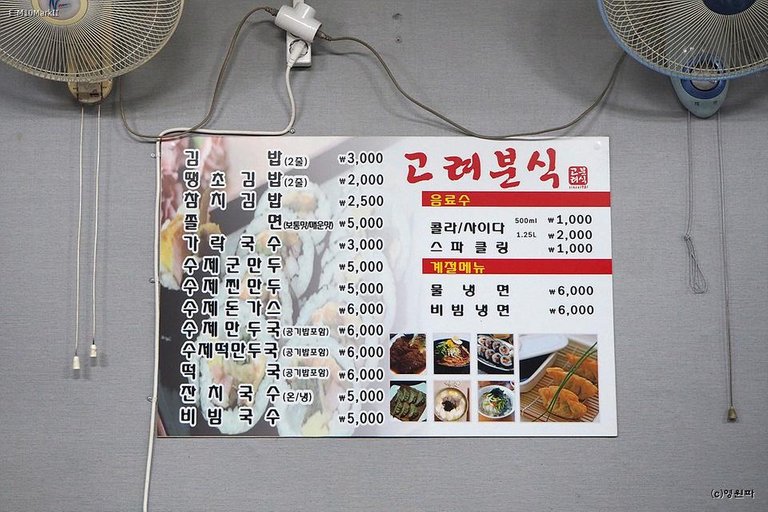 E-M10MarkII
김 밥(2줄) ₩3,000
땡초김밥(2줄) ₩2,000
참치김밥 ₩2,500
쫄 면(보통맛/매운맛) ₩5,000
가락국수 ₩3,000
수제군만두 ₩5,000
수제찐만두 ₩5,000
수제돈가스 ₩6,000
수제만두국(공기밥포함) ₩6,000
수제떡만두국(공기밥포함) ₩6,000
떡 국(공기밥포함) ₩6,000
잔치국수(온/냉) ₩5,000
비빔국수 ₩5,000
고려분식
고려분식
음료수
콜라/사이다 500ml ₩1,000
1.25L ₩2,000
스파클링 ₩1,000
계절메뉴
물냉면 ₩6,000
비빔냉면 ₩6,000
(c)영원파